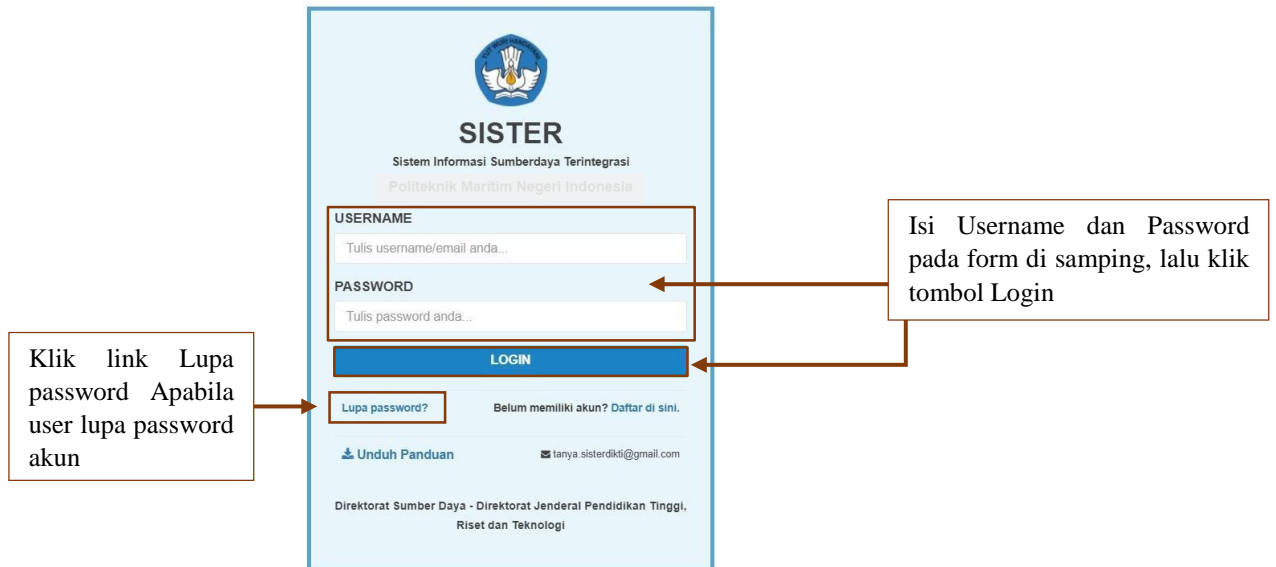 TUT WURI HANDAYANI
SISTER
Sistem Informasi Sumberdaya Terintegrasi
Politeknik Maritim Negeri Indonesia
USERNAME
Tulis username/email anda...
PASSWORD
Tulis password anda...
LOGIN
Lupa password?
Belum memiliki akun? Daftar di sini.
Unduh Panduan
tanya.sisterdikti@gmail.com
Direktorat Sumber Daya - Direktorat Jenderal Pendidikan Tinggi,
Riset dan Teknologi
Isi Username dan Password
pada form di samping, lalu klik
tombol Login
Klik link Lupa
password Apabila
user lupa password
akun